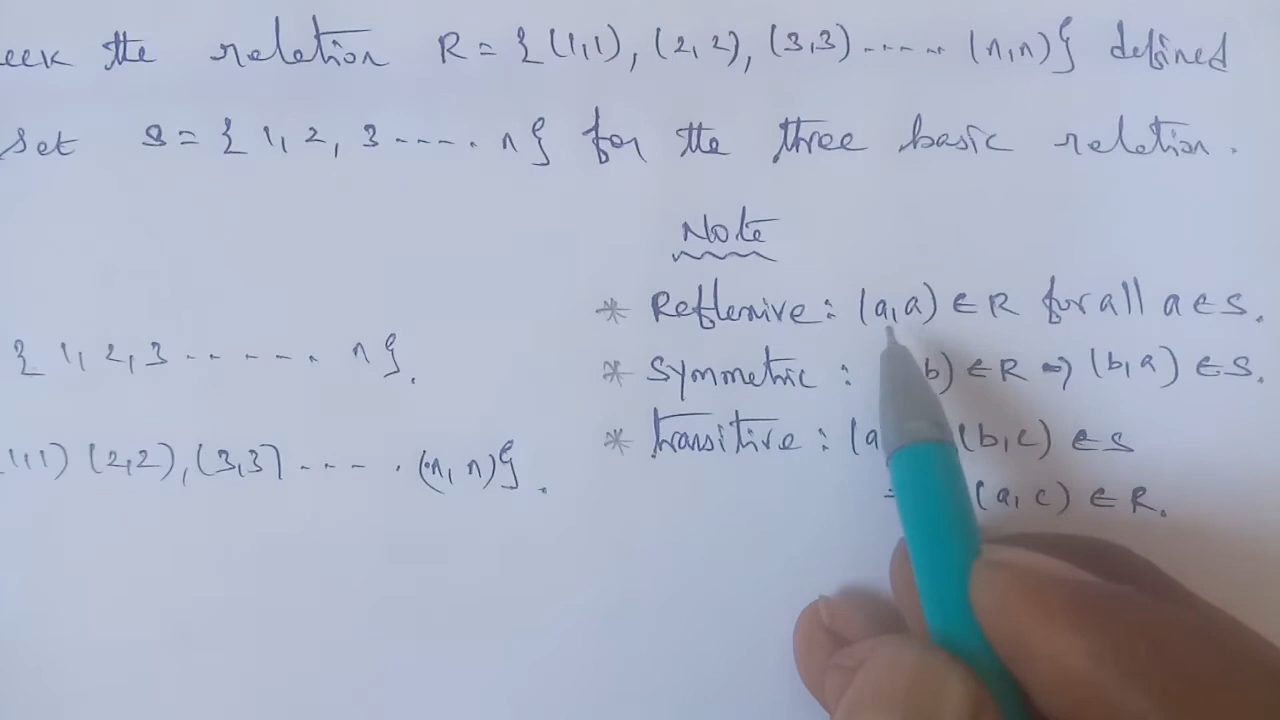 eek the relation R = { (1,1), (2,2), (3,3) ...... (n,n) } defined
set S = { 1, 2, 3 ..... n } for the three basic relation.
Note
* Reflexive : (a,a) ∈ R for all a ∈ S.
* Symmetric : b) ∈ R ⇒ (b,a) ∈ S.
* transitive : (a (b,c) ∈ S
(a,c) ∈ R.
{ 1, 2, 3 ...... n }.
1,1) (2,2), (3,3) ..... (n,n) }.